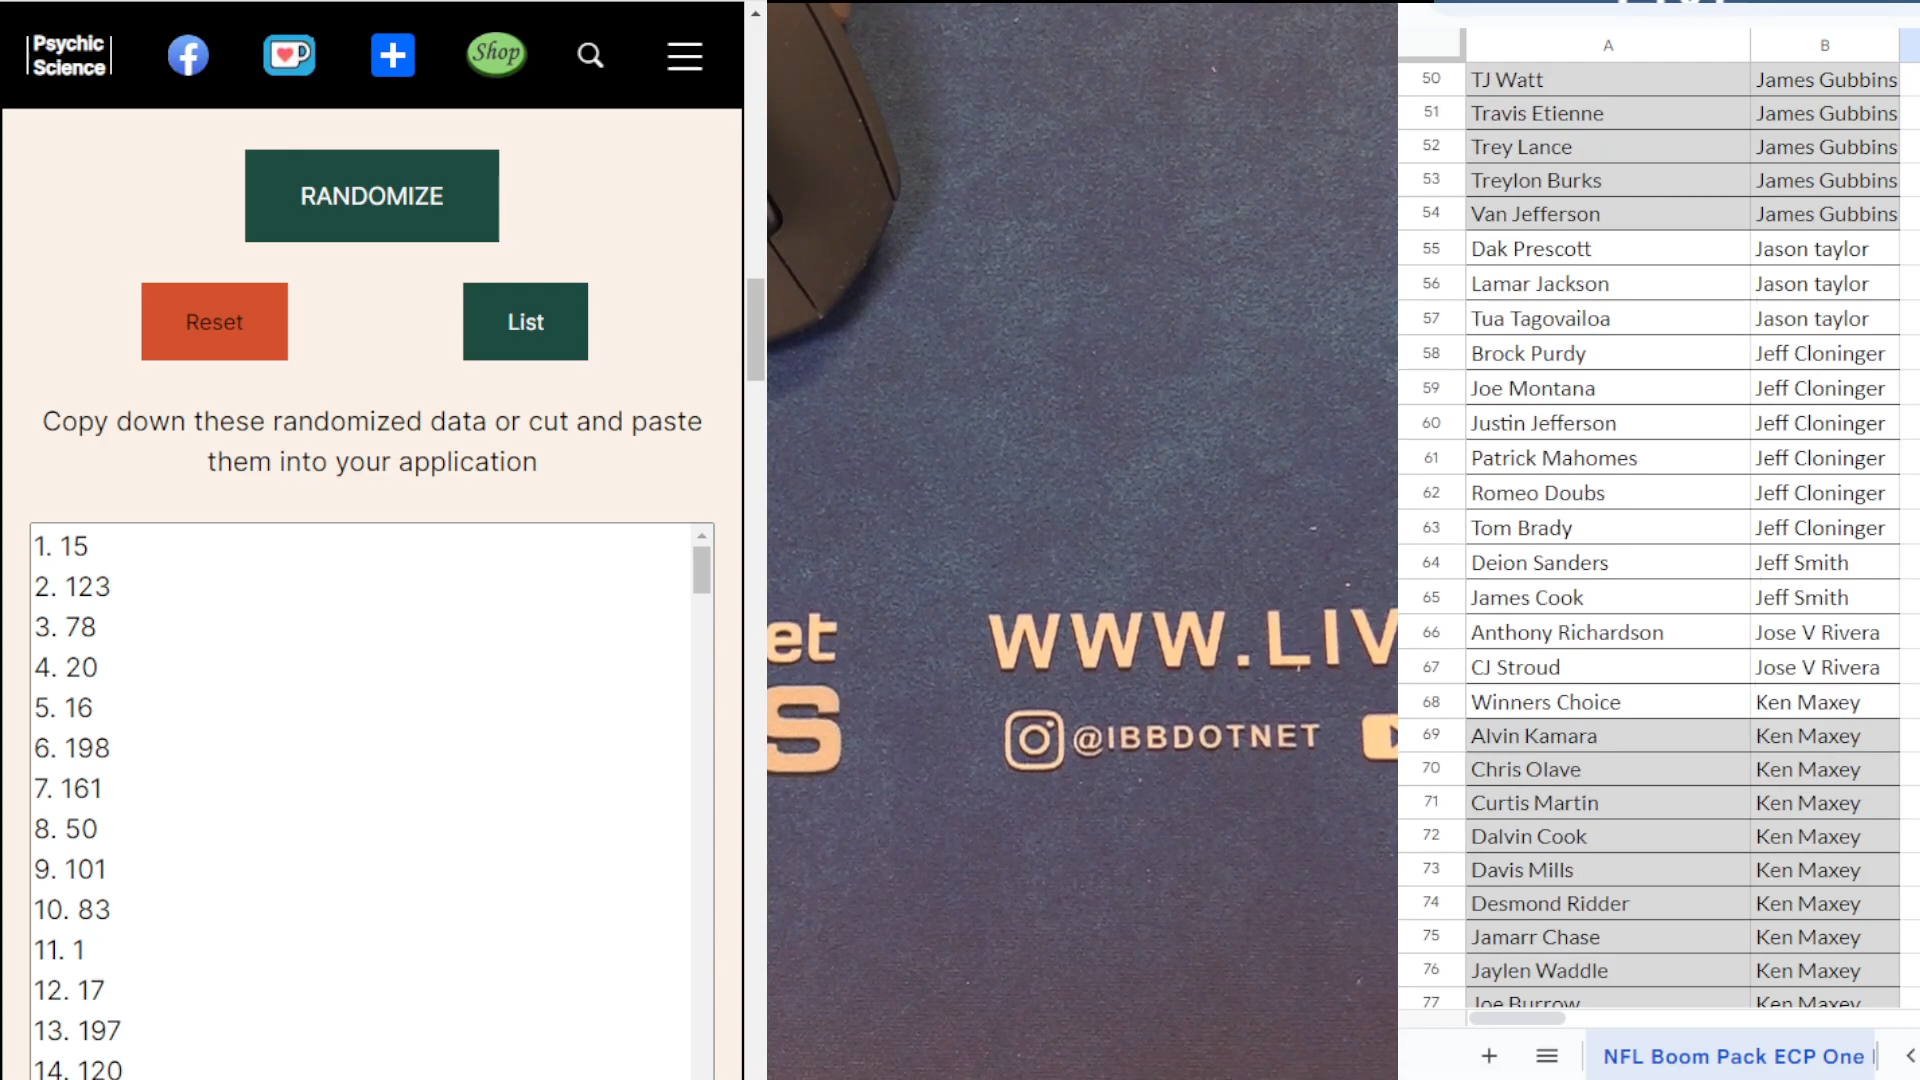 Psychic
Science
Shop
RANDOMIZE
Reset
List
Copy down these randomized data or cut and paste
them into your application
1. 15
2. 123
3. 78
4. 20
5. 16
6. 198
7. 161
8. 50
9. 101
10. 83
11. 1
12. 17
13. 197
14. 120
et
S
WWW.LIV
@IBBDOTNET
A B
50 TJ Watt James Gubbins
51 Travis Etienne James Gubbins
52 Trey Lance James Gubbins
53 Treylon Burks James Gubbins
54 Van Jefferson James Gubbins
55 Dak Prescott Jason taylor
56 Lamar Jackson Jason taylor
57 Tua Tagovailoa Jason taylor
58 Brock Purdy Jeff Cloninger
59 Joe Montana Jeff Cloninger
60 Justin Jefferson Jeff Cloninger
61 Patrick Mahomes Jeff Cloninger
62 Romeo Doubs Jeff Cloninger
63 Tom Brady Jeff Cloninger
64 Deion Sanders Jeff Smith
65 James Cook Jeff Smith
66 Anthony Richardson Jose V Rivera
67 CJ Stroud Jose V Rivera
68 Winners Choice Ken Maxey
69 Alvin Kamara Ken Maxey
70 Chris Olave Ken Maxey
71 Curtis Martin Ken Maxey
72 Dalvin Cook Ken Maxey
73 Davis Mills Ken Maxey
74 Desmond Ridder Ken Maxey
75 Jamarr Chase Ken Maxey
76 Jaylen Waddle Ken Maxey
77 Joe Burrow Ken Maxey
NFL Boom Pack ECP One